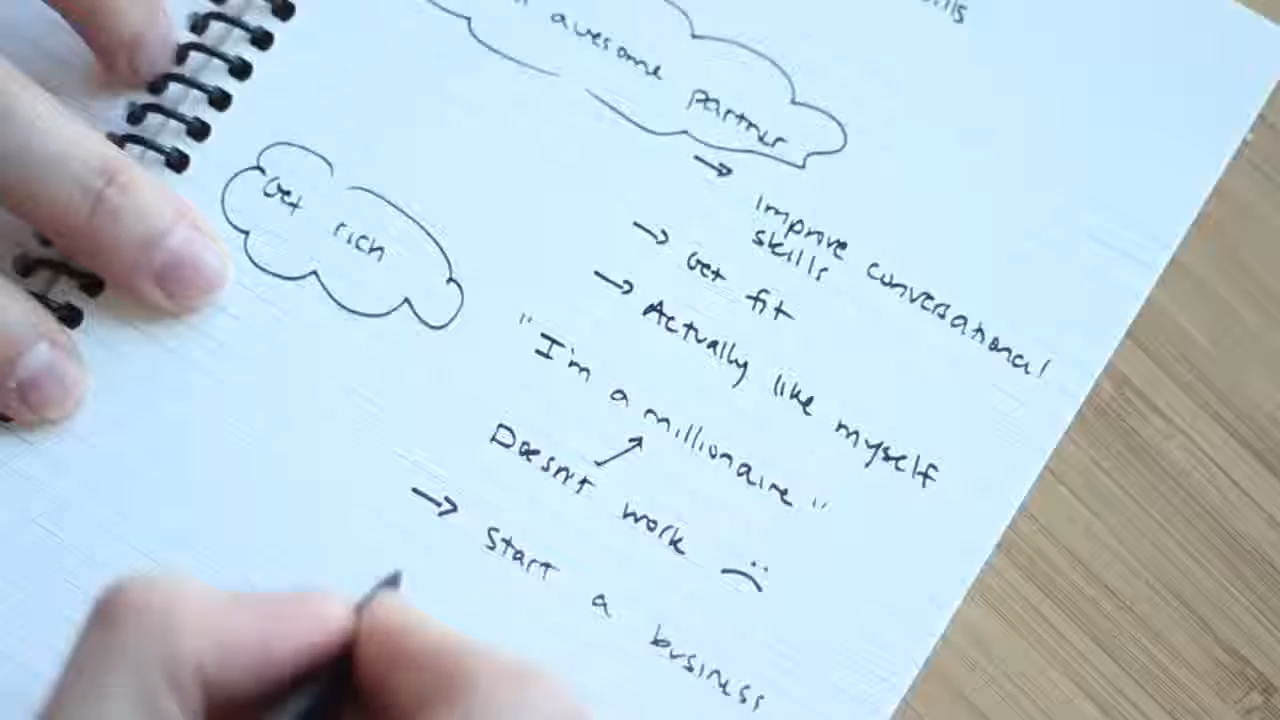 awesome partner
→ Improve conversational
skills
→ Get fit
→ Actually like myself
Get rich
"I'm a millionaire"
Doesn't work :(
→ Start a business